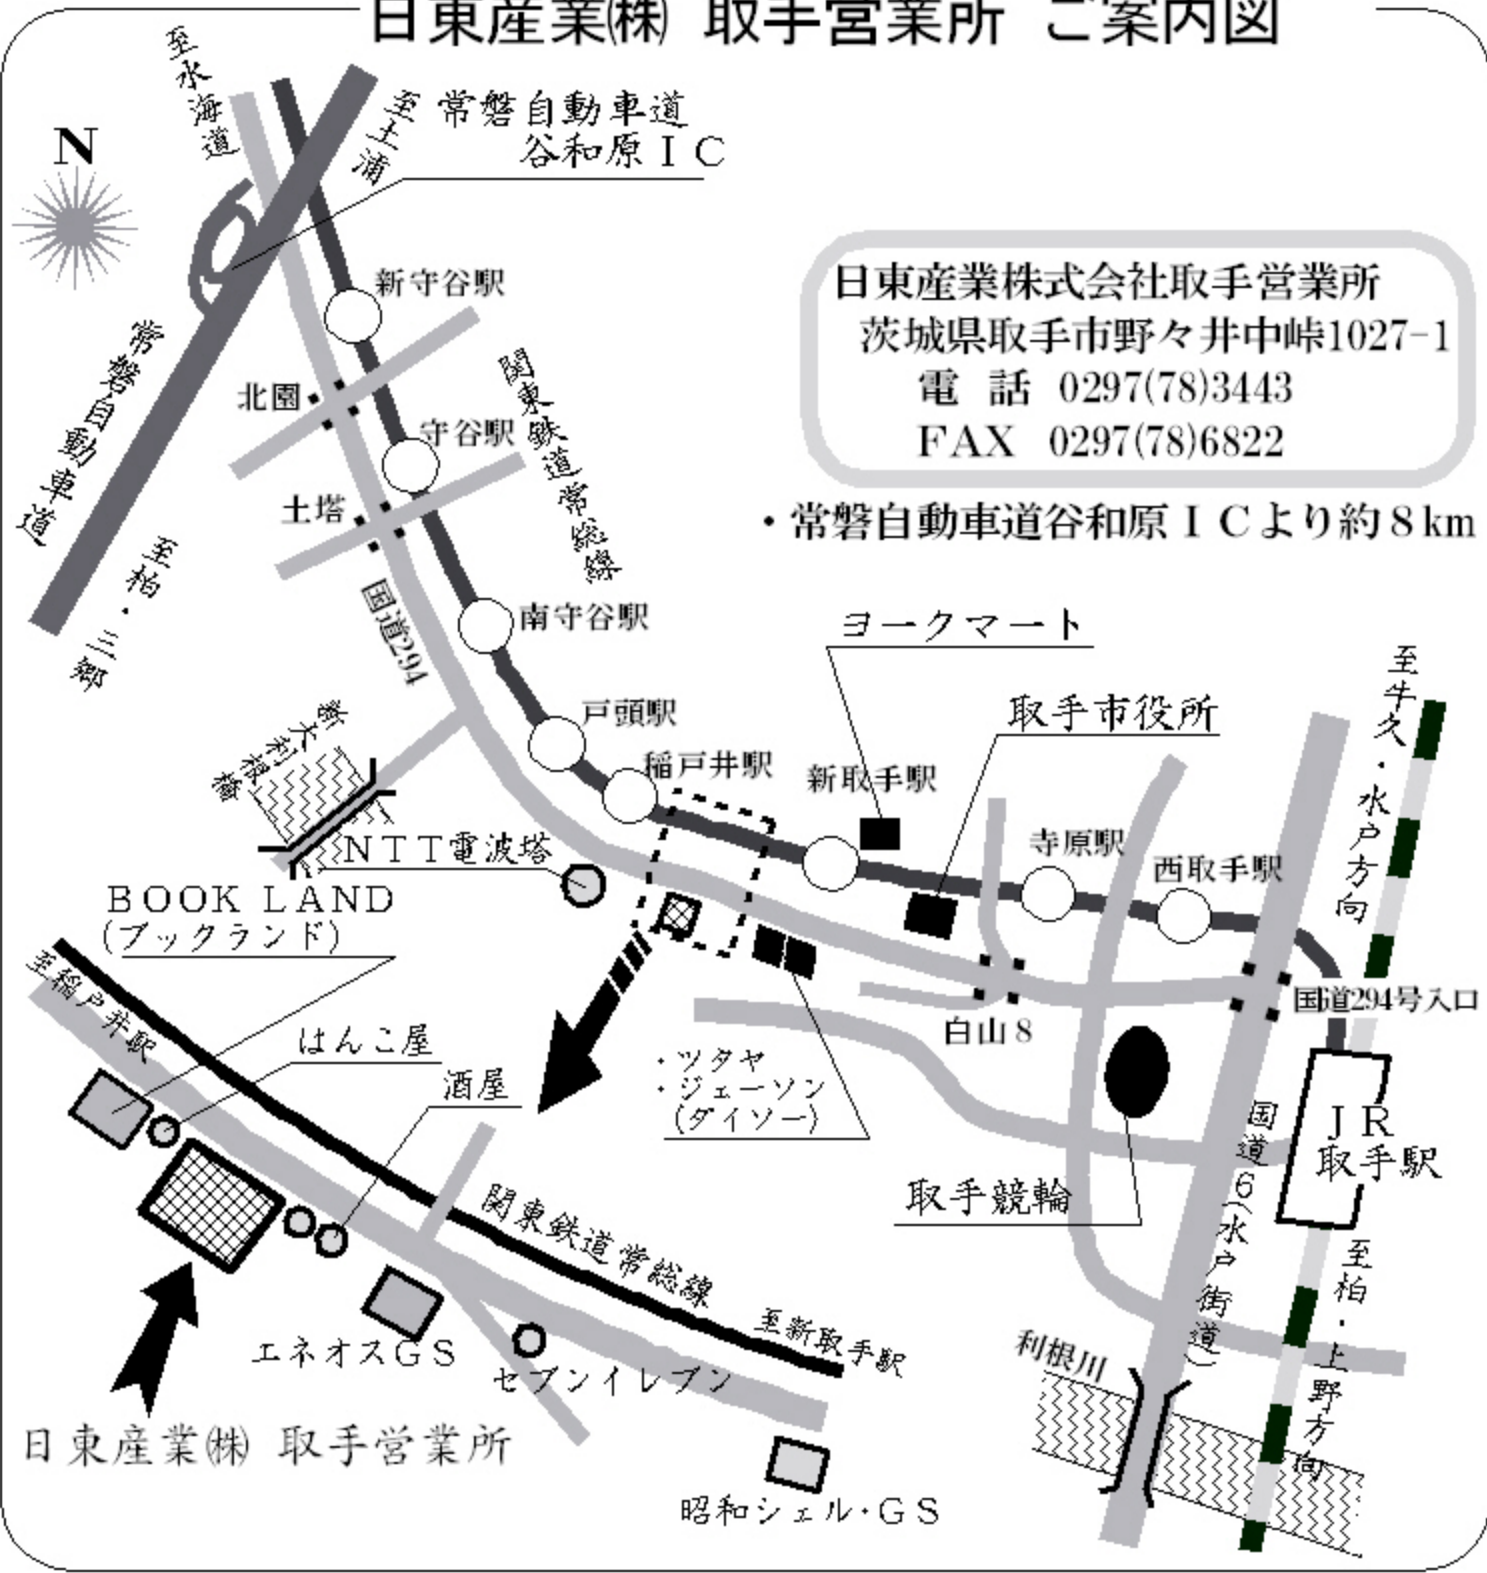 日東産業㈱ 取手営業所 ご案内図
至水海道
N
至土浦
常磐自動車道
谷和原ＩＣ
新守谷駅
日東産業株式会社取手営業所
茨城県取手市野々井中峠1027-1
電 話 0297(78)3443
FAX 0297(78)6822
・常磐自動車道谷和原ＩＣより約８km
常磐自動車道
北園
関東鉄道常総線
守谷駅
土塔
至柏・三郷
国道294
南守谷駅
ヨークマート
至牛久・水戸方向
取手市役所
戸頭駅
新大利根橋
稲戸井駅
新取手駅
ＮＴＴ電波塔
寺原駅
西取手駅
BOOK LAND
(ブックランド)
至稲戸井駅
国道294号入口
白山８
はんこ屋
・ツタヤ
・ジェーソン
(ダイソー)
酒屋
国道６(水戸街道)
ＪＲ
取手駅
取手競輪
関東鉄道常総線
至新取手駅
至柏・上野方向
利根川
エネオスＧＳ
セブンイレブン
日東産業㈱ 取手営業所
昭和シェル・ＧＳ